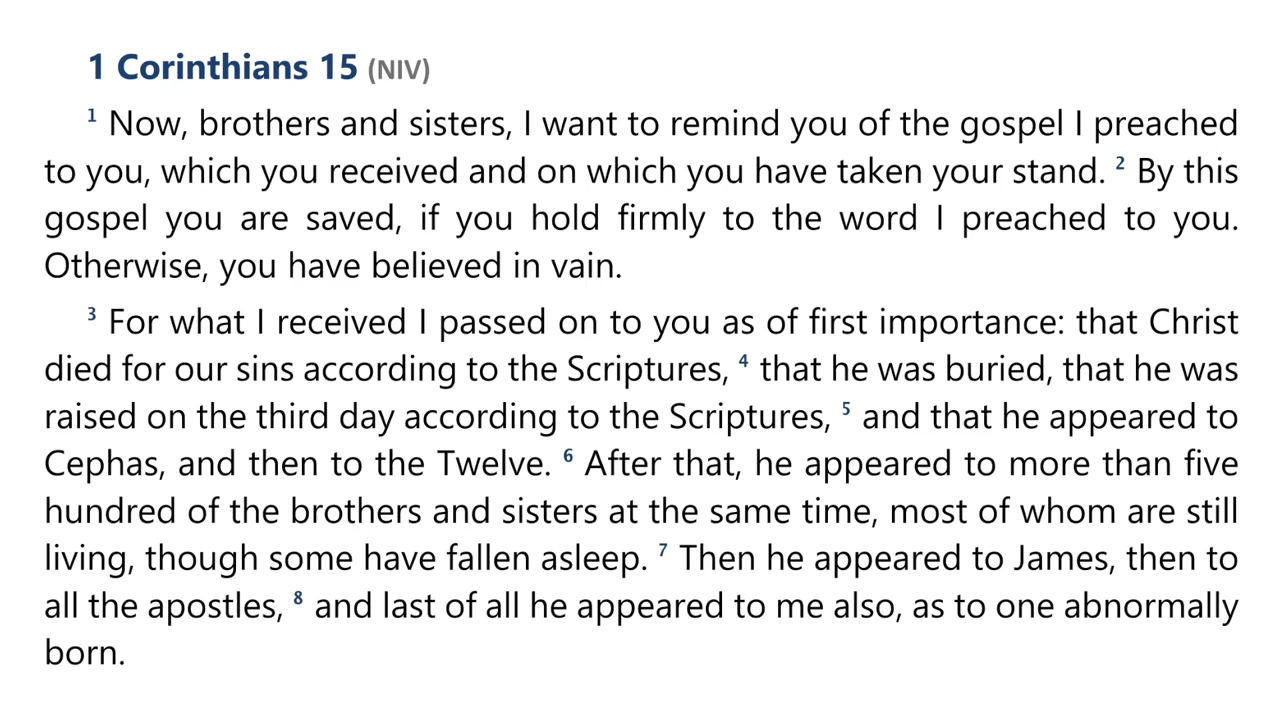 1 Corinthians 15 (NIV)
1 Now, brothers and sisters, I want to remind you of the gospel I preached
to you, which you received and on which you have taken your stand. 2 By this
gospel you are saved, if you hold firmly to the word I preached to you.
Otherwise, you have believed in vain.
3 For what I received I passed on to you as of first importance: that Christ
died for our sins according to the Scriptures, 4 that he was buried, that he was
raised on the third day according to the Scriptures, 5 and that he appeared to
Cephas, and then to the Twelve. 6 After that, he appeared to more than five
hundred of the brothers and sisters at the same time, most of whom are still
living, though some have fallen asleep. 7 Then he appeared to James, then to
all the apostles, 8 and last of all he appeared to me also, as to one abnormally
born.